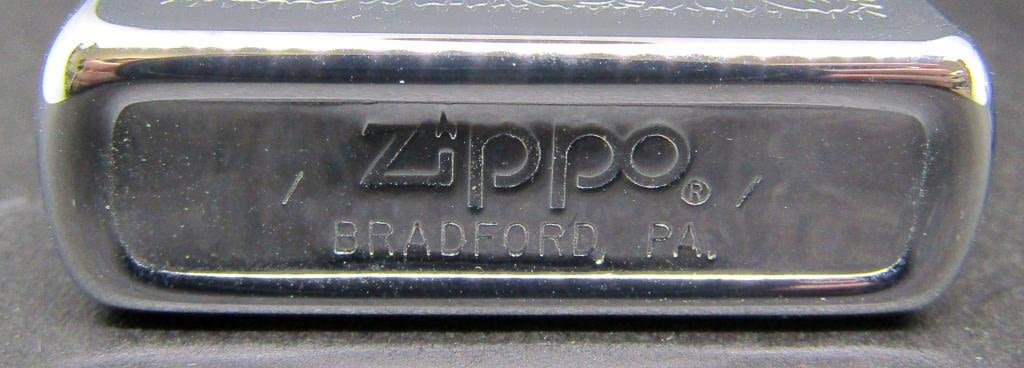 / Zippo® /
BRADFORD, PA.